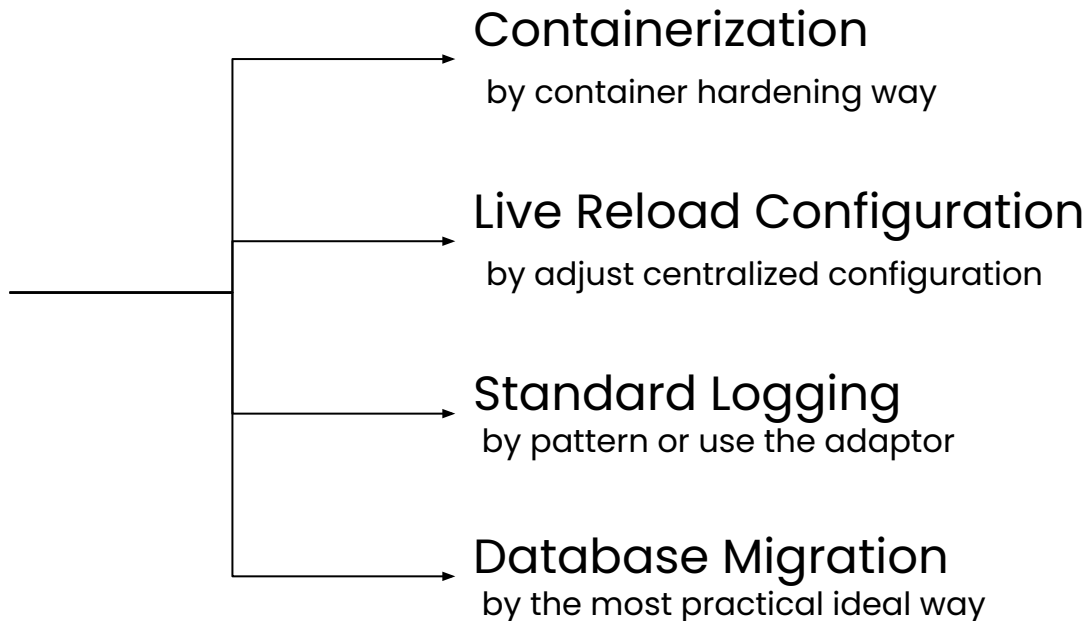 Containerization
by container hardening way
Live Reload Configuration
by adjust centralized configuration
Standard Logging
by pattern or use the adaptor
Database Migration
by the most practical ideal way